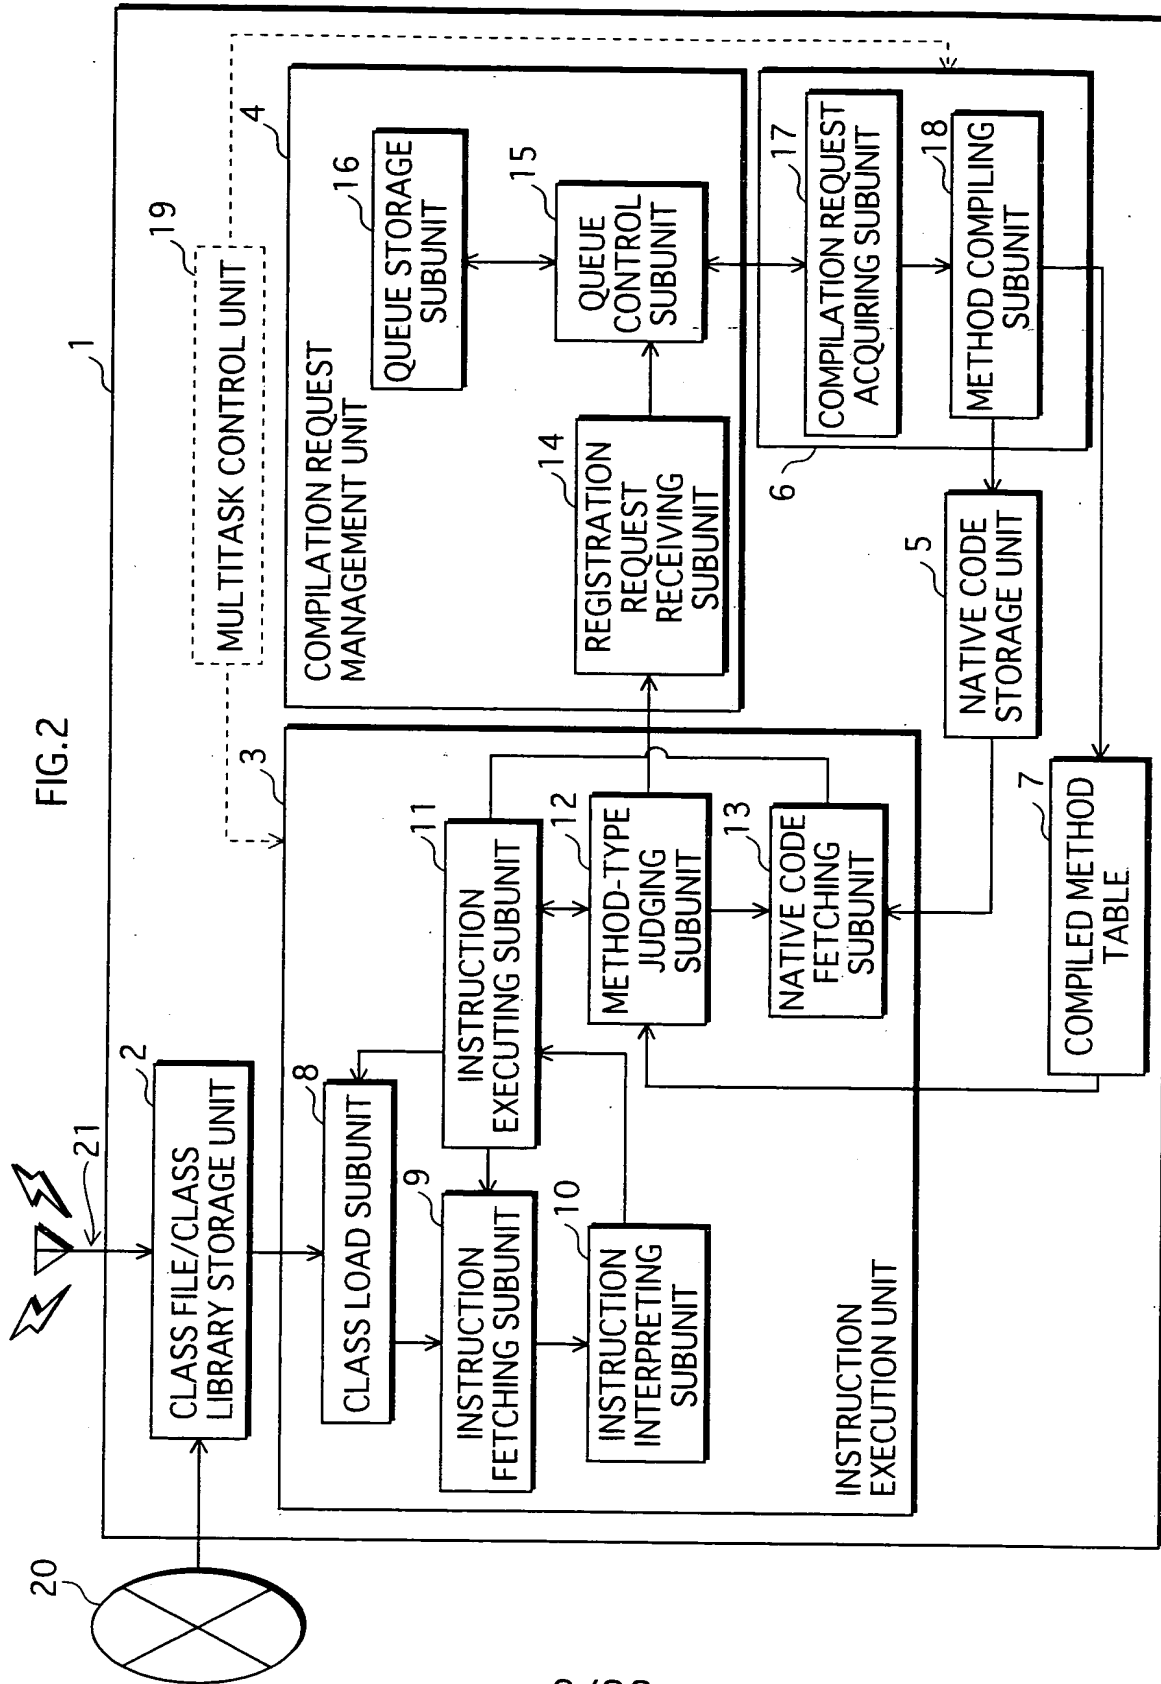 FIG.2
1
19
MULTITASK CONTROL UNIT
20
21
2
CLASS FILE/CLASS
LIBRARY STORAGE UNIT
3
8
CLASS LOAD SUBUNIT
9
INSTRUCTION
FETCHING SUBUNIT
10
INSTRUCTION
INTERPRETING
SUBUNIT
11
INSTRUCTION
EXECUTING SUBUNIT
12
METHOD-TYPE
JUDGING
SUBUNIT
13
NATIVE CODE
FETCHING
SUBUNIT
INSTRUCTION
EXECUTION UNIT
4
COMPILATION REQUEST
MANAGEMENT UNIT
16
QUEUE STORAGE
SUBUNIT
15
QUEUE
CONTROL
SUBUNIT
14
REGISTRATION
REQUEST
RECEIVING
SUBUNIT
6
17
COMPILATION REQUEST
ACQUIRING SUBUNIT
18
METHOD COMPILING
SUBUNIT
5
NATIVE CODE
STORAGE UNIT
7
COMPILED METHOD
TABLE